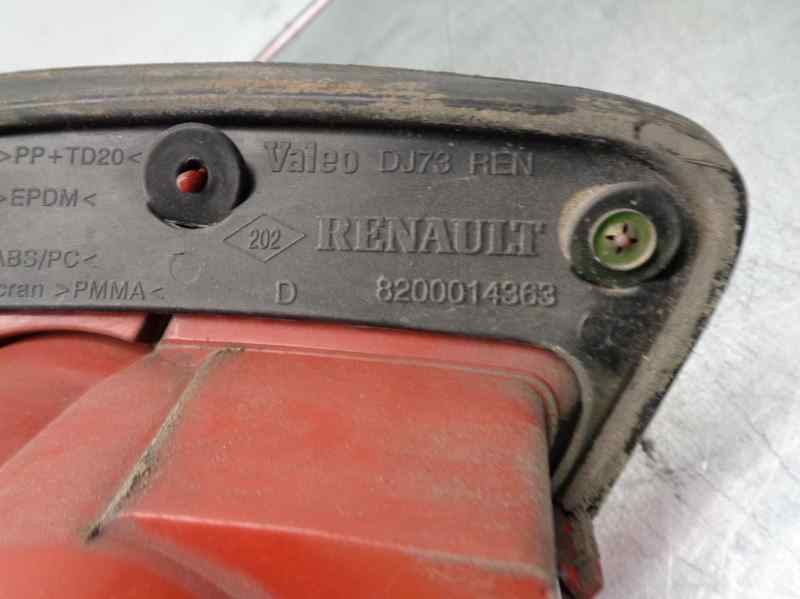 >PP+TD20<
Valeo DJ73 REN
>EPDM<
202 RENAULT
ABS/PC<
cran >PMMA<
D 8200014363